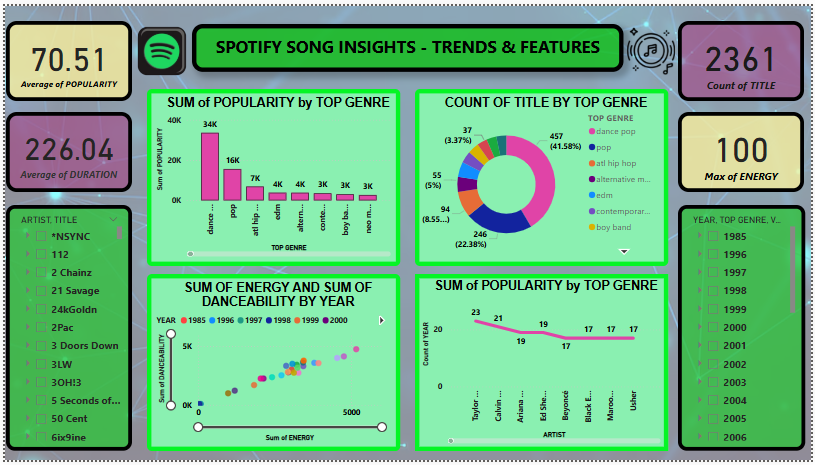 SPOTIFY SONG INSIGHTS - TRENDS & FEATURES
70.51
Average of POPULARITY
226.04
Average of DURATION
2361
Count of TITLE
100
Max of ENERGY
ARTIST, TITLE
*NSYNC
112
2 Chainz
21 Savage
24kGoldn
2Pac
3 Doors Down
3LW
3OH!3
5 Seconds of...
50 Cent
6ix9ine
SUM of POPULARITY by TOP GENRE
Sum of POPULARITY
40K
20K
0K
34K
16K
7K
4K
4K
3K
3K
3K
dance ...
pop
atl hip ...
edm
altern...
conte...
boy ba...
neo m...
TOP GENRE
COUNT OF TITLE BY TOP GENRE
37
(3.37%)
55
(5%)
94
(8.55...)
246
(22.38%)
457
(41.58%)
TOP GENRE
dance pop
pop
atl hip hop
alternative m...
edm
contemporar...
boy band
SUM OF ENERGY AND SUM OF
DANCEABILITY BY YEAR
YEAR 1985 1996 1997 1998 1999 2000
Sum of DANCEABILITY
5K
0K
0
5000
Sum of ENERGY
SUM of POPULARITY by TOP GENRE
Count of YEAR
20
0
23
21
19
19
17
17
17
17
Taylor ...
Calvin ...
Ariana ...
Ed She...
Beyoncé
Black E...
Maroo...
Usher
ARTIST
YEAR, TOP GENRE, V...
1985
1996
1997
1998
1999
2000
2001
2002
2003
2004
2005
2006